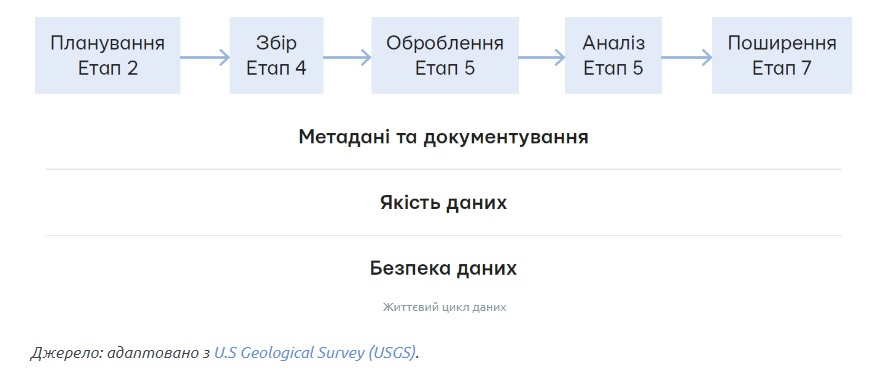 Планування
Етап 2
Збір
Етап 4
Оброблення
Етап 5
Аналіз
Етап 5
Поширення
Етап 7
Метадані та документування
Якість даних
Безпека даних
Життєвий цикл даних
Джерело: адаптовано з U.S Geological Survey (USGS).